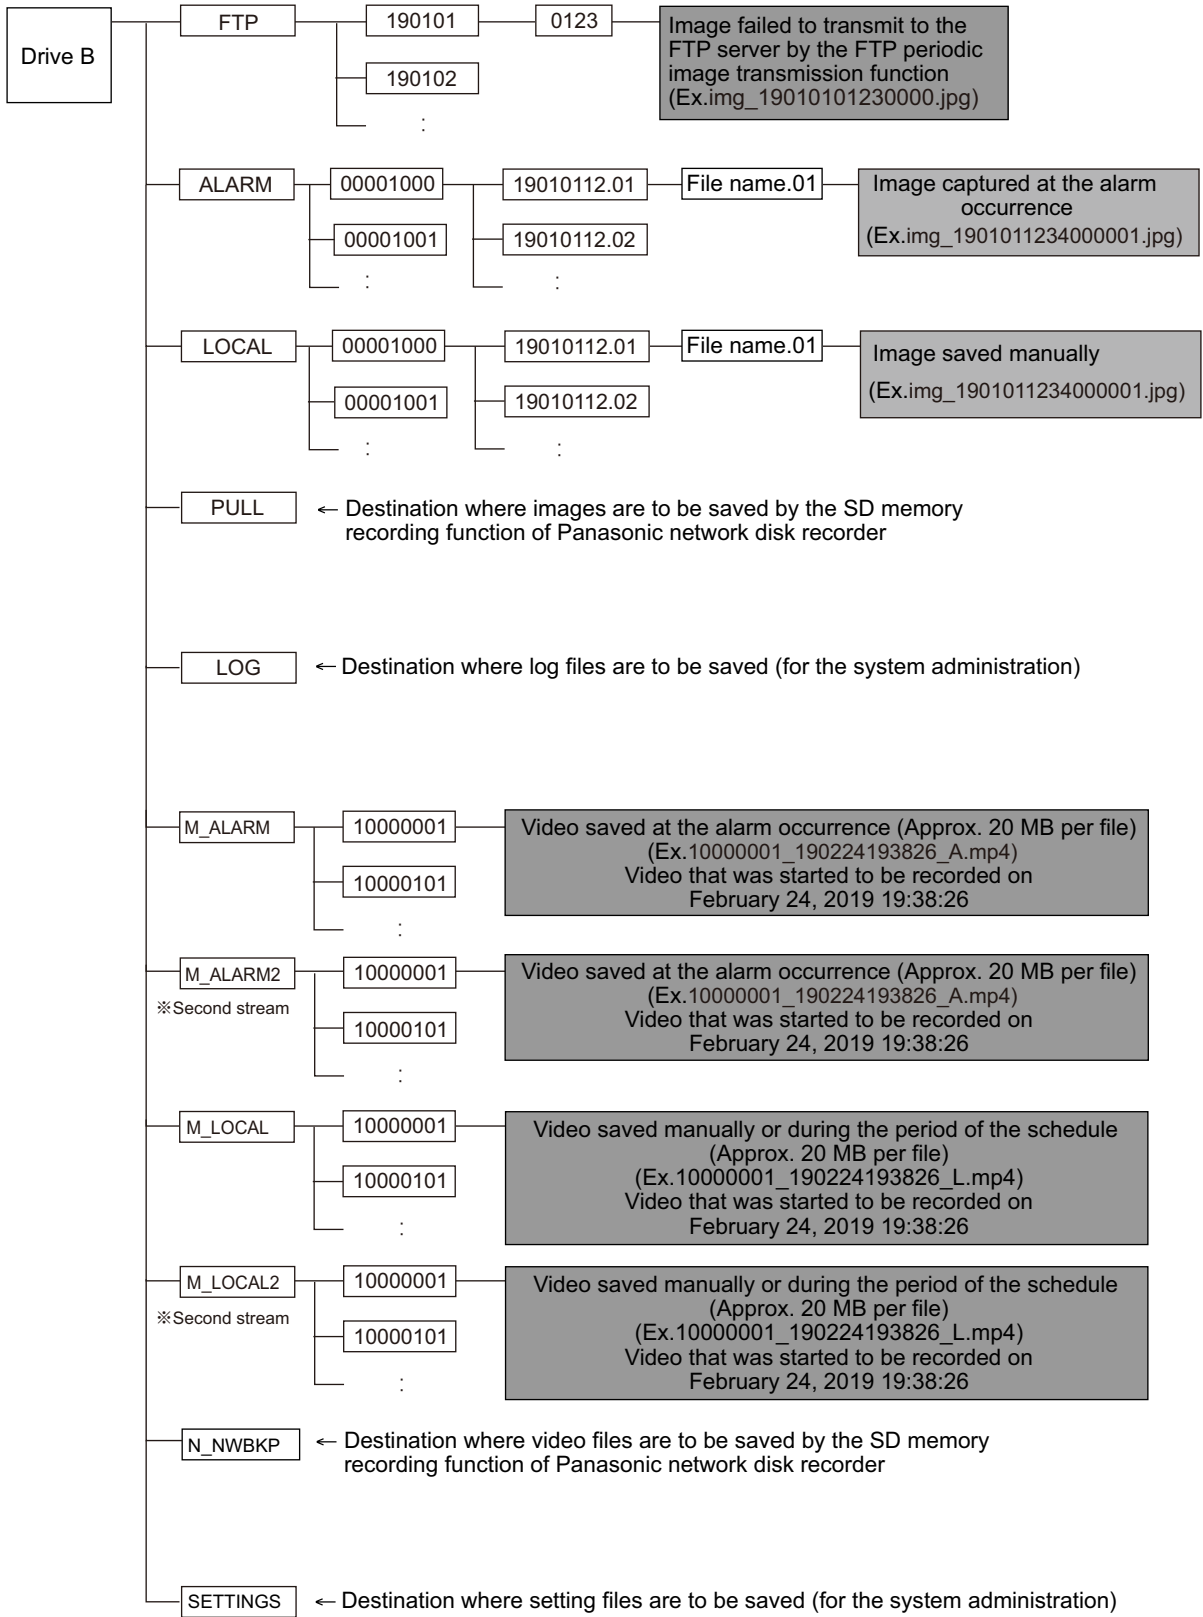 Drive B
FTP
190101
0123
Image failed to transmit to the
FTP server by the FTP periodic
image transmission function
(Ex.img_19010101230000.jpg)
190102
:
ALARM
00001000
19010112.01
File name.01
Image captured at the alarm
occurrence
(Ex.img_1901011234000001.jpg)
00001001
19010112.02
:
:
LOCAL
00001000
19010112.01
File name.01
Image saved manually
(Ex.img_1901011234000001.jpg)
00001001
19010112.02
:
:
PULL
← Destination where images are to be saved by the SD memory
recording function of Panasonic network disk recorder
LOG
← Destination where log files are to be saved (for the system administration)
M_ALARM
10000001
Video saved at the alarm occurrence (Approx. 20 MB per file)
(Ex.10000001_190224193826_A.mp4)
Video that was started to be recorded on
February 24, 2019 19:38:26
10000101
:
M_ALARM2
※Second stream
10000001
Video saved at the alarm occurrence (Approx. 20 MB per file)
(Ex.10000001_190224193826_A.mp4)
Video that was started to be recorded on
February 24, 2019 19:38:26
10000101
:
M_LOCAL
10000001
Video saved manually or during the period of the schedule
(Approx. 20 MB per file)
(Ex.10000001_190224193826_L.mp4)
Video that was started to be recorded on
February 24, 2019 19:38:26
10000101
:
M_LOCAL2
※Second stream
10000001
Video saved manually or during the period of the schedule
(Approx. 20 MB per file)
(Ex.10000001_190224193826_L.mp4)
Video that was started to be recorded on
February 24, 2019 19:38:26
10000101
:
N_NWBKP
← Destination where video files are to be saved by the SD memory
recording function of Panasonic network disk recorder
SETTINGS
← Destination where setting files are to be saved (for the system administration)